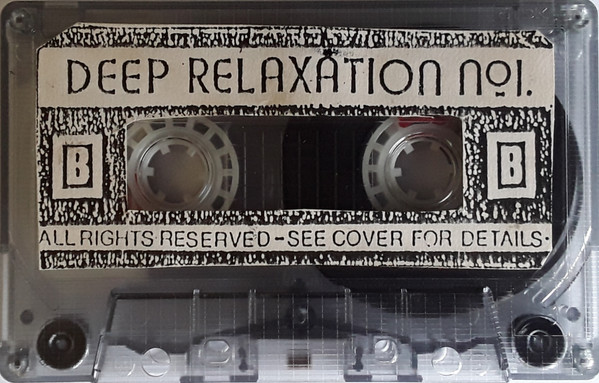 DEEP RELAXATION No1.
B B
ALL RIGHTS RESERVED-SEE COVER FOR DETAILS·